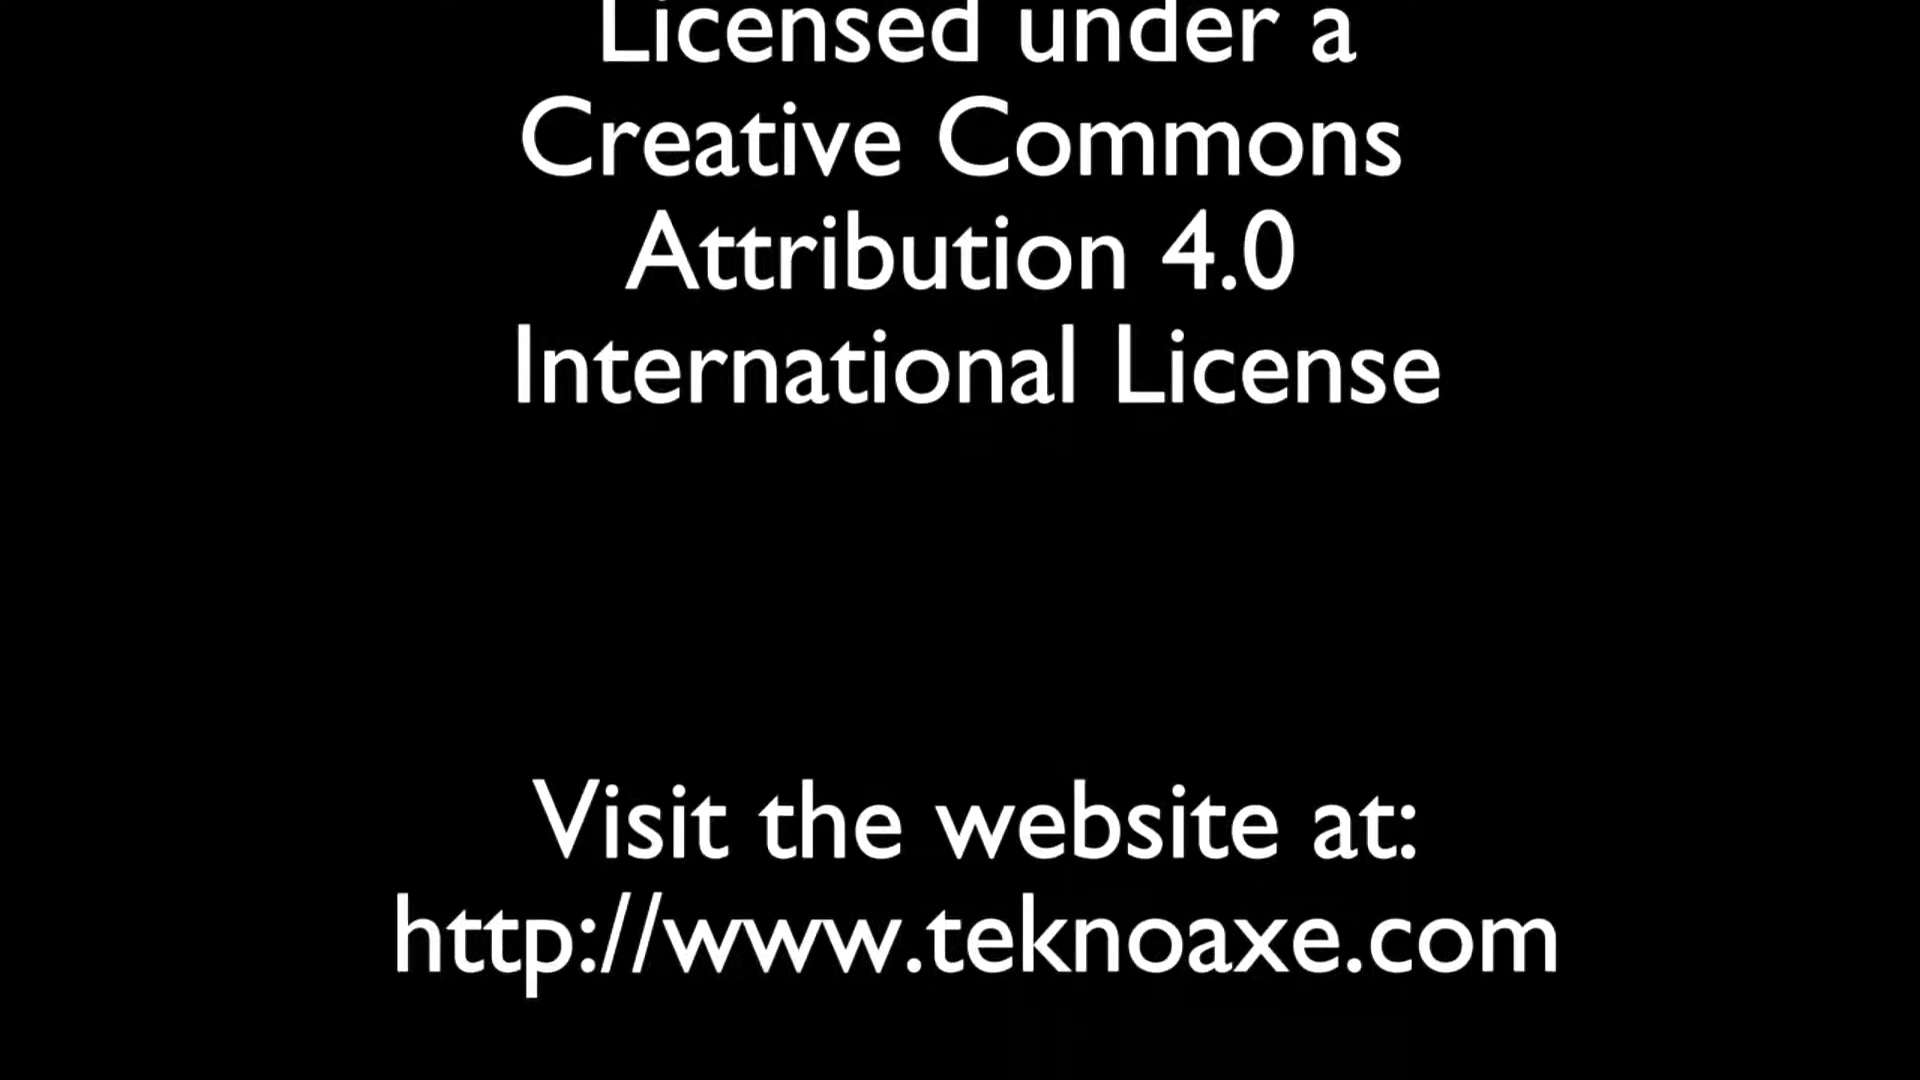 Licensed under a
Creative Commons
Attribution 4.0
International License
Visit the website at:
http://www.teknoaxe.com